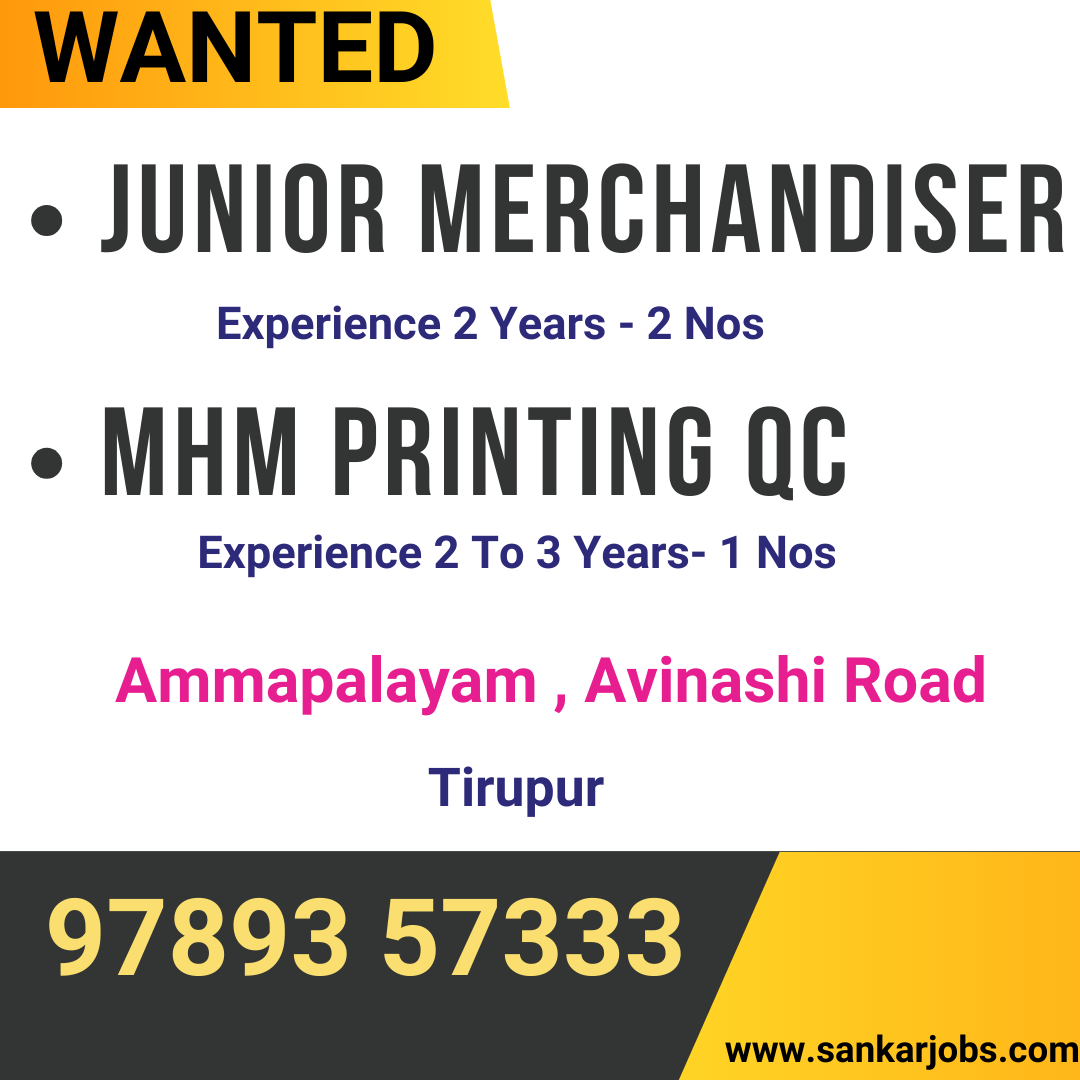 WANTED
• JUNIOR MERCHANDISER
Experience 2 Years - 2 Nos
• MHM PRINTING QC
Experience 2 To 3 Years- 1 Nos
Ammapalayam , Avinashi Road
Tirupur
97893 57333
www.sankarjobs.com